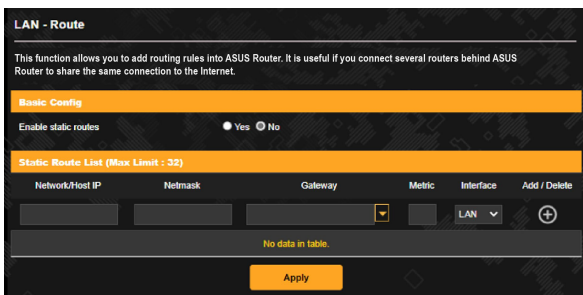 LAN - Route
This function allows you to add routing rules into ASUS Router. It is useful if you connect several routers behind ASUS
Router to share the same connection to the Internet.
Basic Config
Enable static routes Yes No
Static Route List (Max Limit : 32)
Network/Host IP Netmask Gateway Metric Interface Add / Delete
LAN
No data in table.
Apply